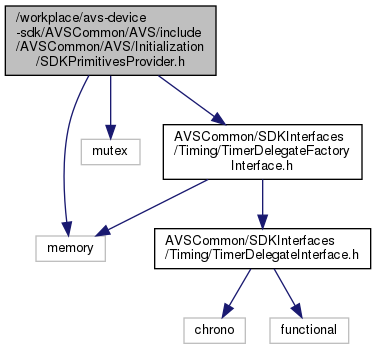 /workplace/avs-device
-sdk/AVSCommon/AVS/include
/AVSCommon/AVS/Initialization
/SDKPrimitivesProvider.h
mutex
AVSCommon/SDKInterfaces
/Timing/TimerDelegateFactory
Interface.h
memory
AVSCommon/SDKInterfaces
/Timing/TimerDelegateInterface.h
chrono
functional